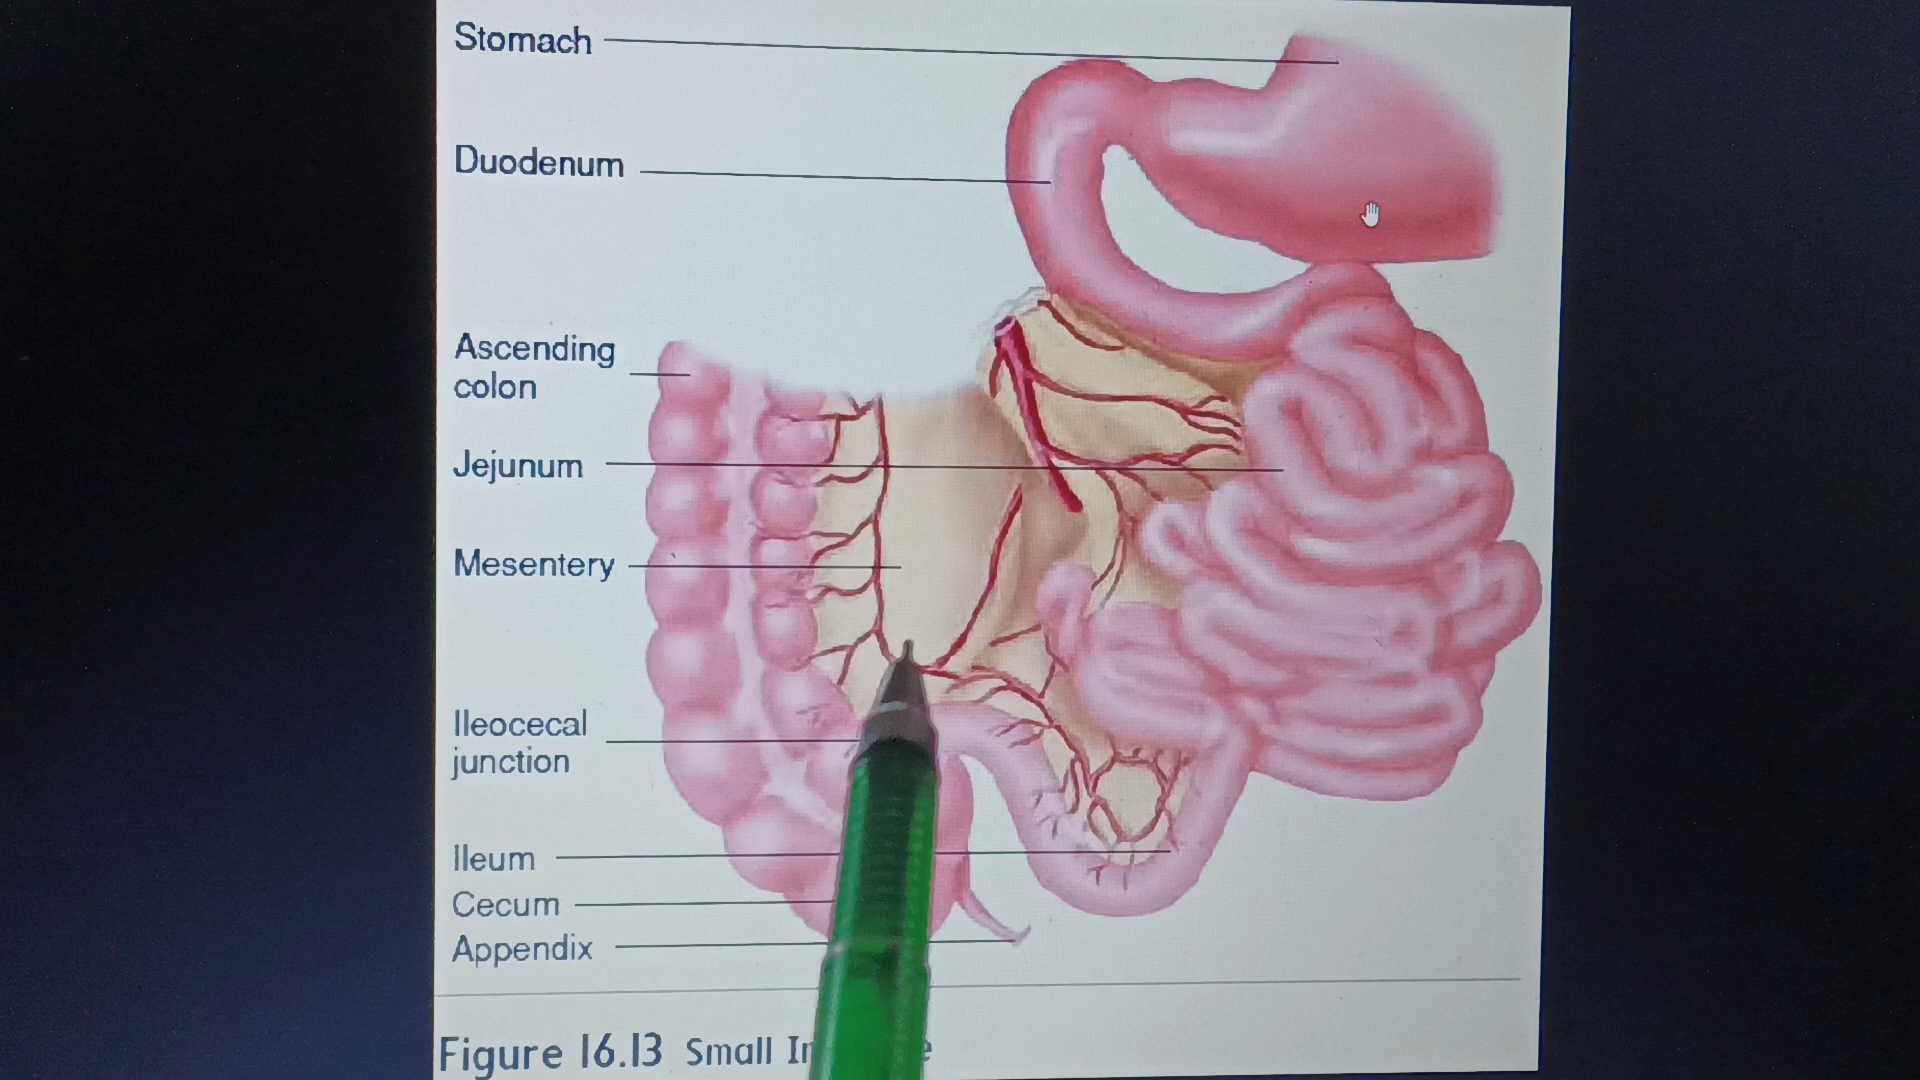 Stomach
Duodenum
Ascending
colon
Jejunum
Mesentery
Ileocecal
junction
Ileum
Cecum
Appendix
Figure 16.13 Small